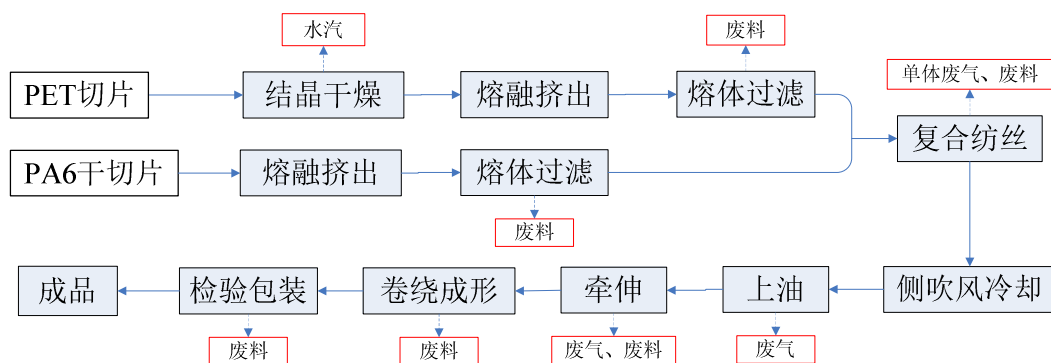 水汽
废料
单体废气、废料
PET切片
结晶干燥
熔融挤出
熔体过滤
复合纺丝
PA6干切片
熔融挤出
熔体过滤
废料
成品
检验包装
卷绕成形
牵伸
上油
侧吹风冷却
废料
废料
废气、废料
废气